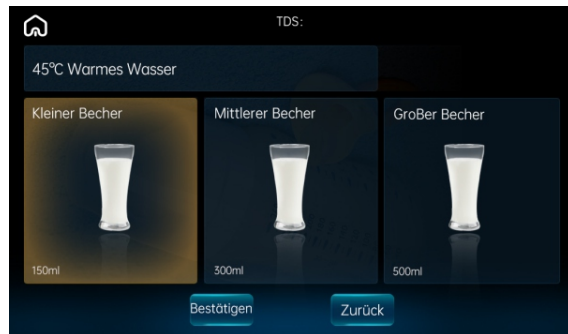 TDS:
45°C Warmes Wasser
Kleiner Becher
Mittlerer Becher
GroBer Becher
150ml
300ml
500ml
Bestätigen
Zurück